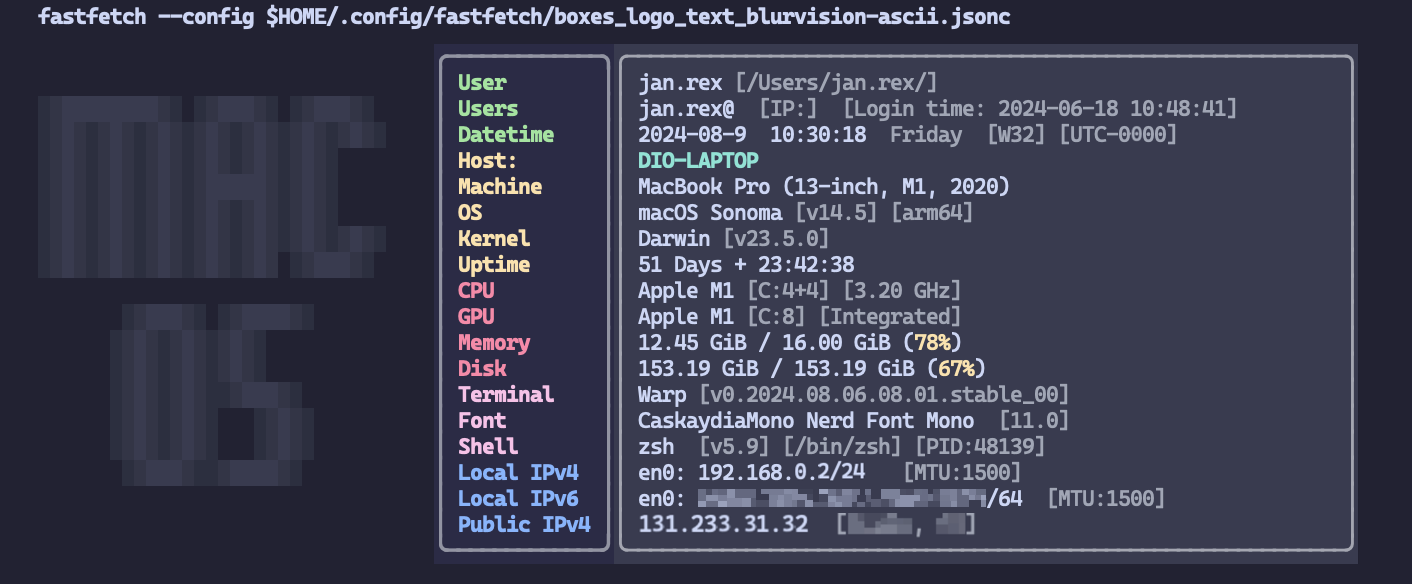 fastfetch --config $HOME/.config/fastfetch/boxes_logo_text_blurvision-ascii.jsonc
User jan.rex [/Users/jan.rex/]
Users jan.rex@ [IP:] [Login time: 2024-06-18 10:48:41]
Datetime 2024-08-9 10:30:18 Friday [W32] [UTC-0000]
Host: DIO-LAPTOP
Machine MacBook Pro (13-inch, M1, 2020)
OS macOS Sonoma [v14.5] [arm64]
Kernel Darwin [v23.5.0]
Uptime 51 Days + 23:42:38
CPU Apple M1 [C:4+4] [3.20 GHz]
GPU Apple M1 [C:8] [Integrated]
Memory 12.45 GiB / 16.00 GiB (78%)
Disk 153.19 GiB / 153.19 GiB (67%)
Terminal Warp [v0.2024.08.06.08.01.stable_00]
Font CaskaydiaMono Nerd Font Mono [11.0]
Shell zsh [v5.9] [/bin/zsh] [PID:48139]
Local IPv4 en0: 192.168.0.2/24 [MTU:1500]
Local IPv6 en0: /64 [MTU:1500]
Public IPv4 131.233.31.32 [, ]
MAC
OS